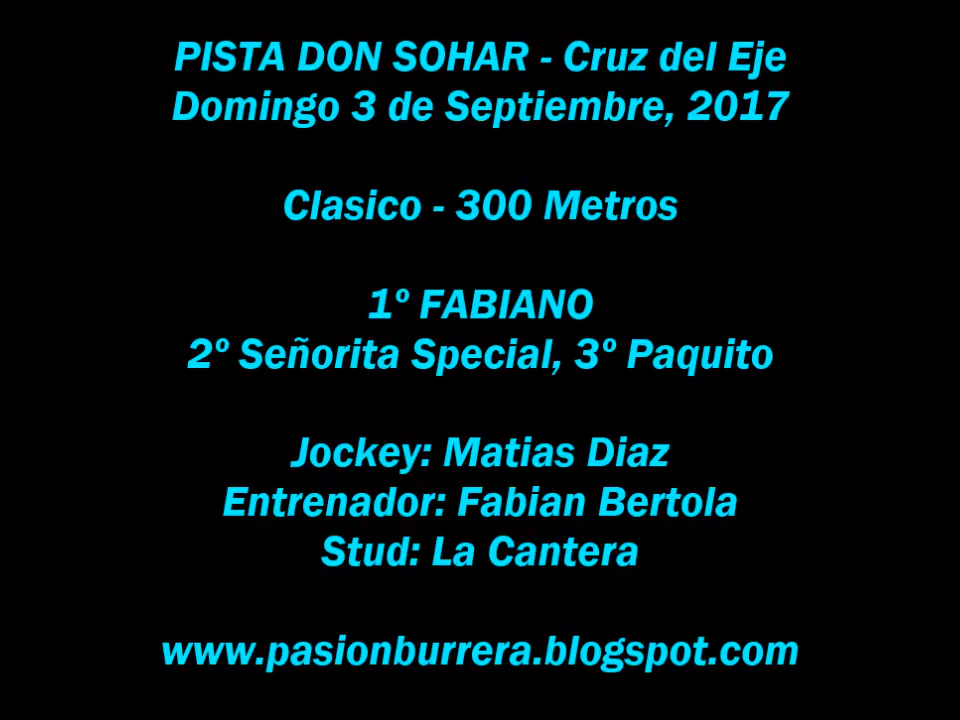 PISTA DON SOHAR - Cruz del Eje
Domingo 3 de Septiembre, 2017
Clasico - 300 Metros
1º FABIANO
2º Señorita Special, 3º Paquito
Jockey: Matias Diaz
Entrenador: Fabian Bertola
Stud: La Cantera
www.pasionburrera.blogspot.com